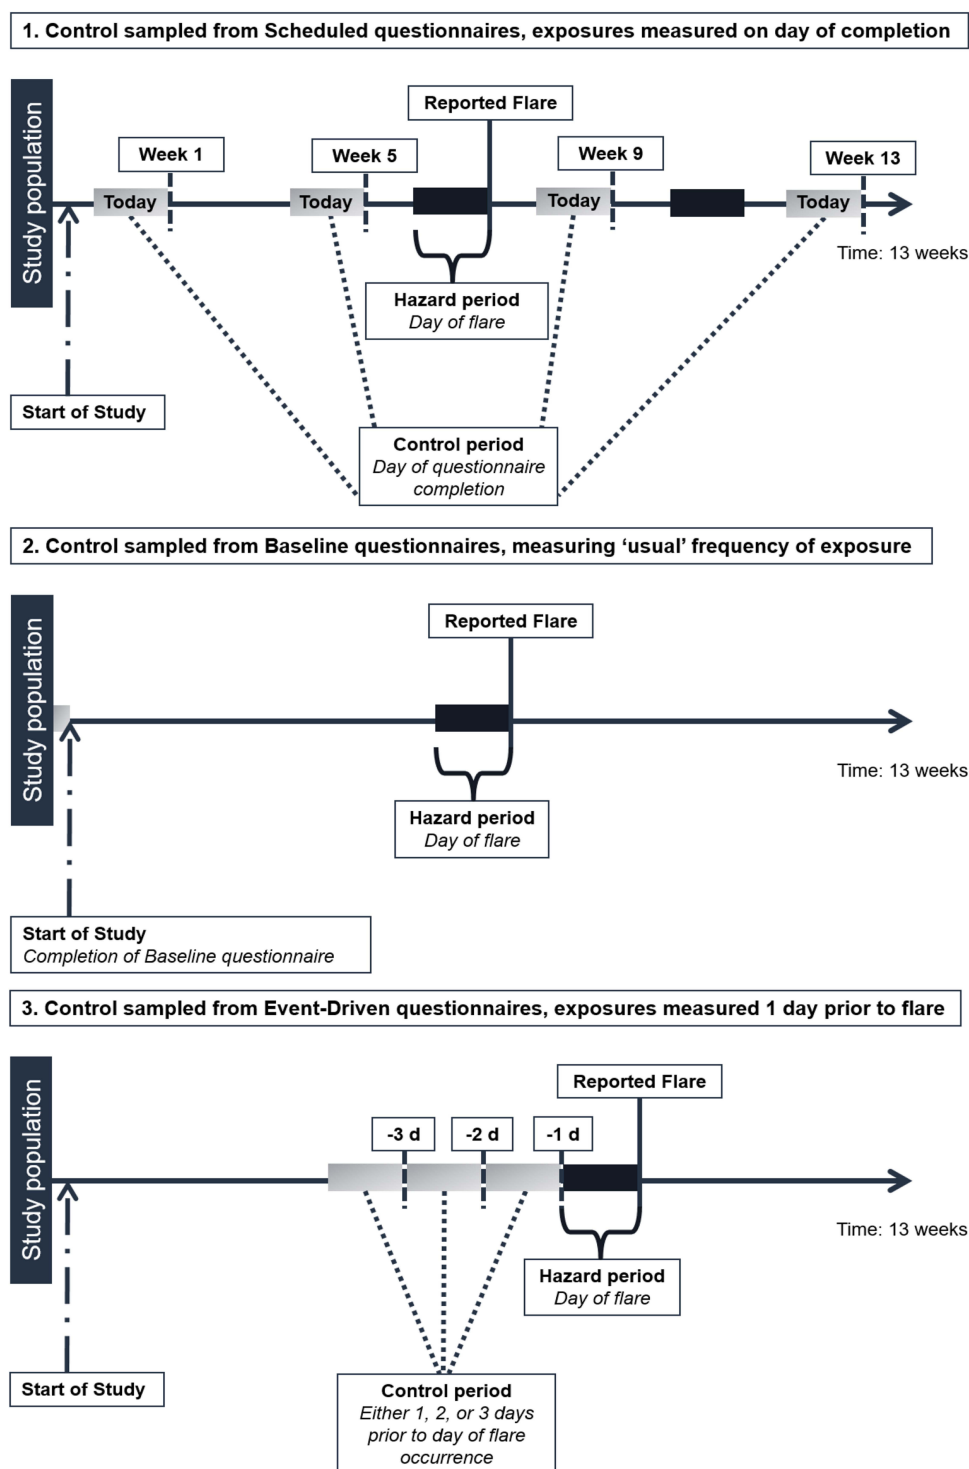 1. Control sampled from Scheduled questionnaires, exposures measured on day of completion
Study population
Reported Flare
Week 1
Week 5
Week 9
Week 13
Today
Today
Today
Today
Time: 13 weeks
Hazard period
Day of flare
Start of Study
Control period
Day of questionnaire
completion
2. Control sampled from Baseline questionnaires, measuring ‘usual’ frequency of exposure
Study population
Reported Flare
Time: 13 weeks
Hazard period
Day of flare
Start of Study
Completion of Baseline questionnaire
3. Control sampled from Event-Driven questionnaires, exposures measured 1 day prior to flare
Study population
Reported Flare
-3 d
-2 d
-1 d
Time: 13 weeks
Hazard period
Day of flare
Start of Study
Control period
Either 1, 2, or 3 days
prior to day of flare
occurrence